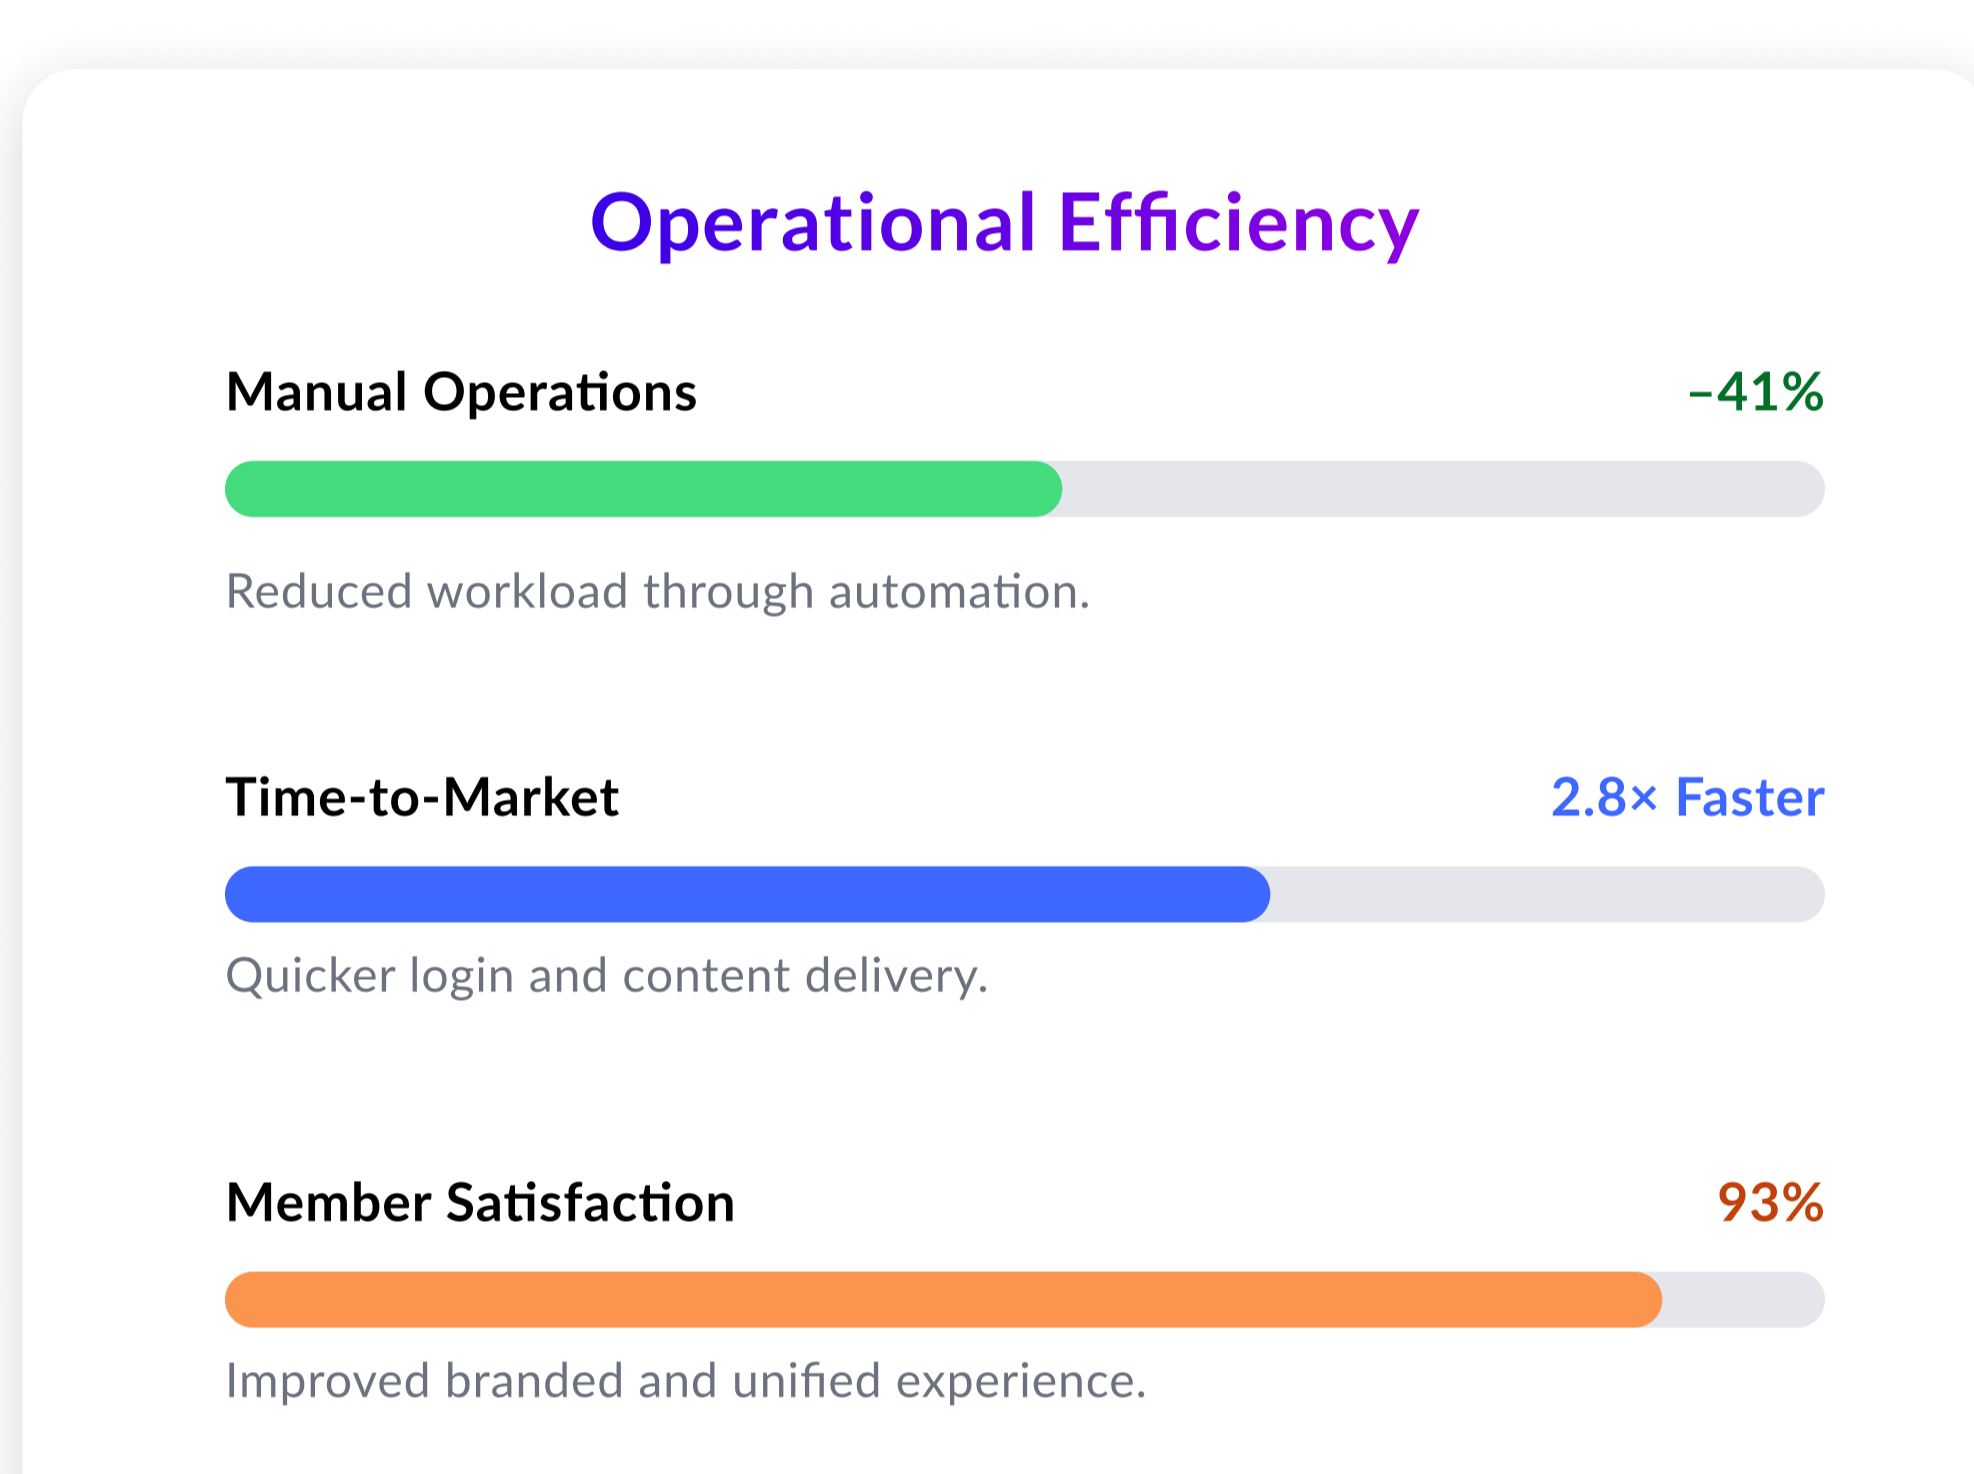 Operational Efficiency
Manual Operations –41%
Reduced workload through automation.
Time-to-Market 2.8× Faster
Quicker login and content delivery.
Member Satisfaction 93%
Improved branded and unified experience.